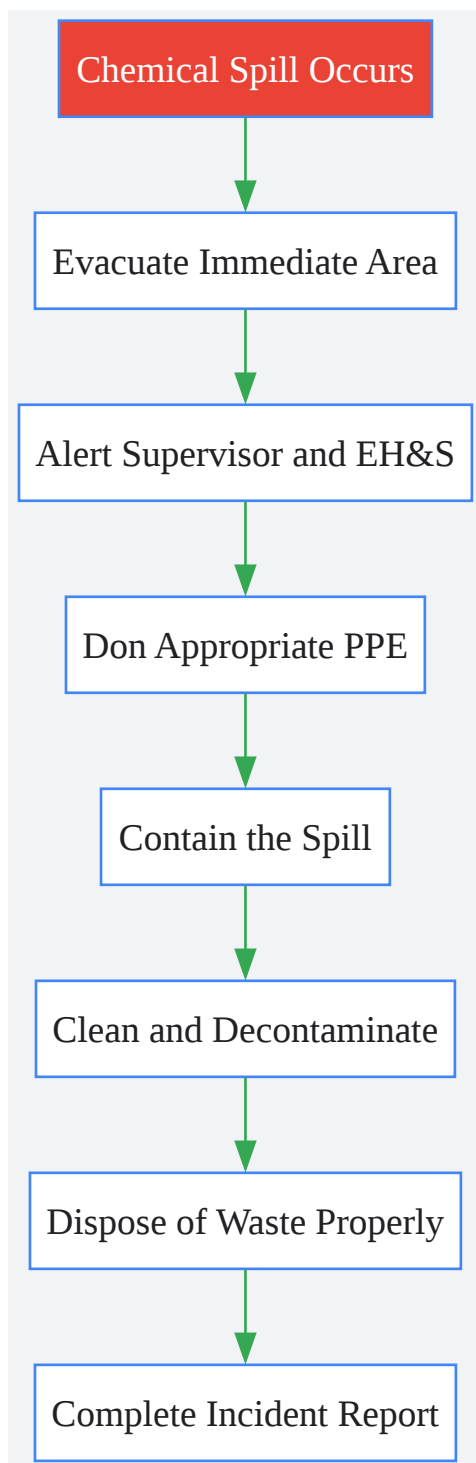 Chemical Spill Occurs
Evacuate Immediate Area
Alert Supervisor and EH&S
Don Appropriate PPE
Contain the Spill
Clean and Decontaminate
Dispose of Waste Properly
Complete Incident Report